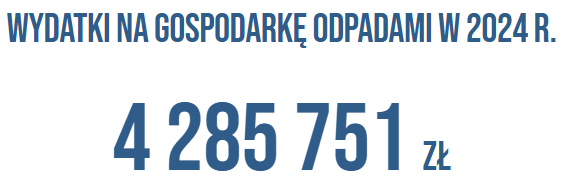 WYDATKI NA GOSPODARKĘ ODPADAMI W 2024 R.
4 285 751 ZŁ